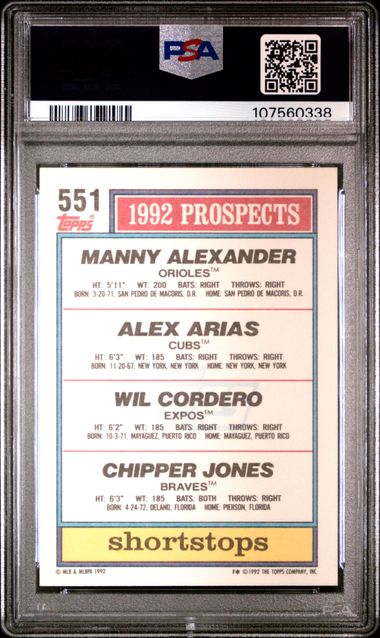 PSA
107560338
551
Topps®
1992 PROSPECTS
MANNY ALEXANDER
ORIOLES™
HT: 5'11" WT: 200 BATS: RIGHT THROWS: RIGHT
BORN: 3-20-71, SAN PEDRO DE MACORIS, D.R. HOME: SAN PEDRO DE MACORIS, D.R.
ALEX ARIAS
CUBS™
HT: 6'3" WT: 185 BATS: RIGHT THROWS: RIGHT
BORN: 11-20-67, NEW YORK, NEW YORK HOME: NEW YORK, NEW YORK
WIL CORDERO
EXPOS™
HT: 6'2" WT: 185 BATS: RIGHT THROWS: RIGHT
BORN: 10-3-71, MAYAGUEZ, PUERTO RICO HOME: MAYAGUEZ, PUERTO RICO
CHIPPER JONES
BRAVES™
HT: 6'3" WT: 185 BATS: BOTH THROWS: RIGHT
BORN: 4-24-72, DELAND, FLORIDA HOME: PIERSON, FLORIDA
shortstops
© MLB & MLBPA 1992 F✻ © 1992 THE TOPPS COMPANY, INC.
PSA